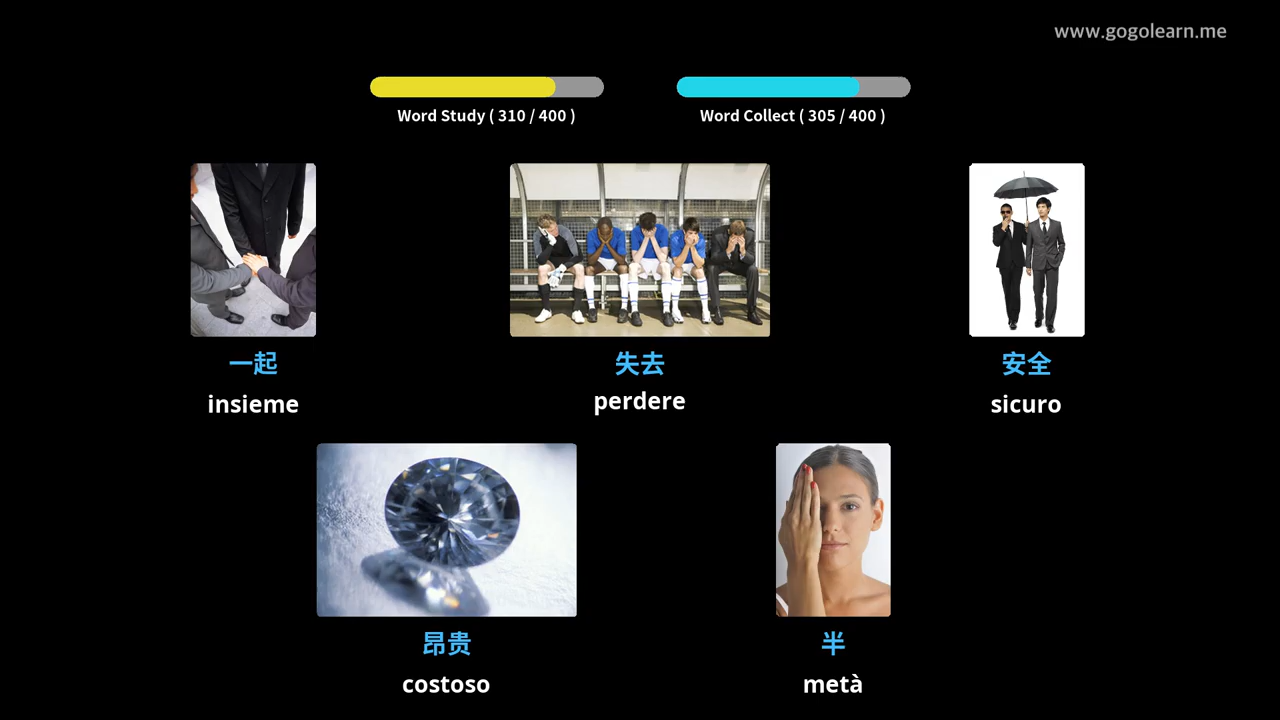 www.gogolearn.me
Word Study ( 310 / 400 )
Word Collect ( 305 / 400 )
一起
insieme
失去
perdere
安全
sicuro
昂贵
costoso
半
metà